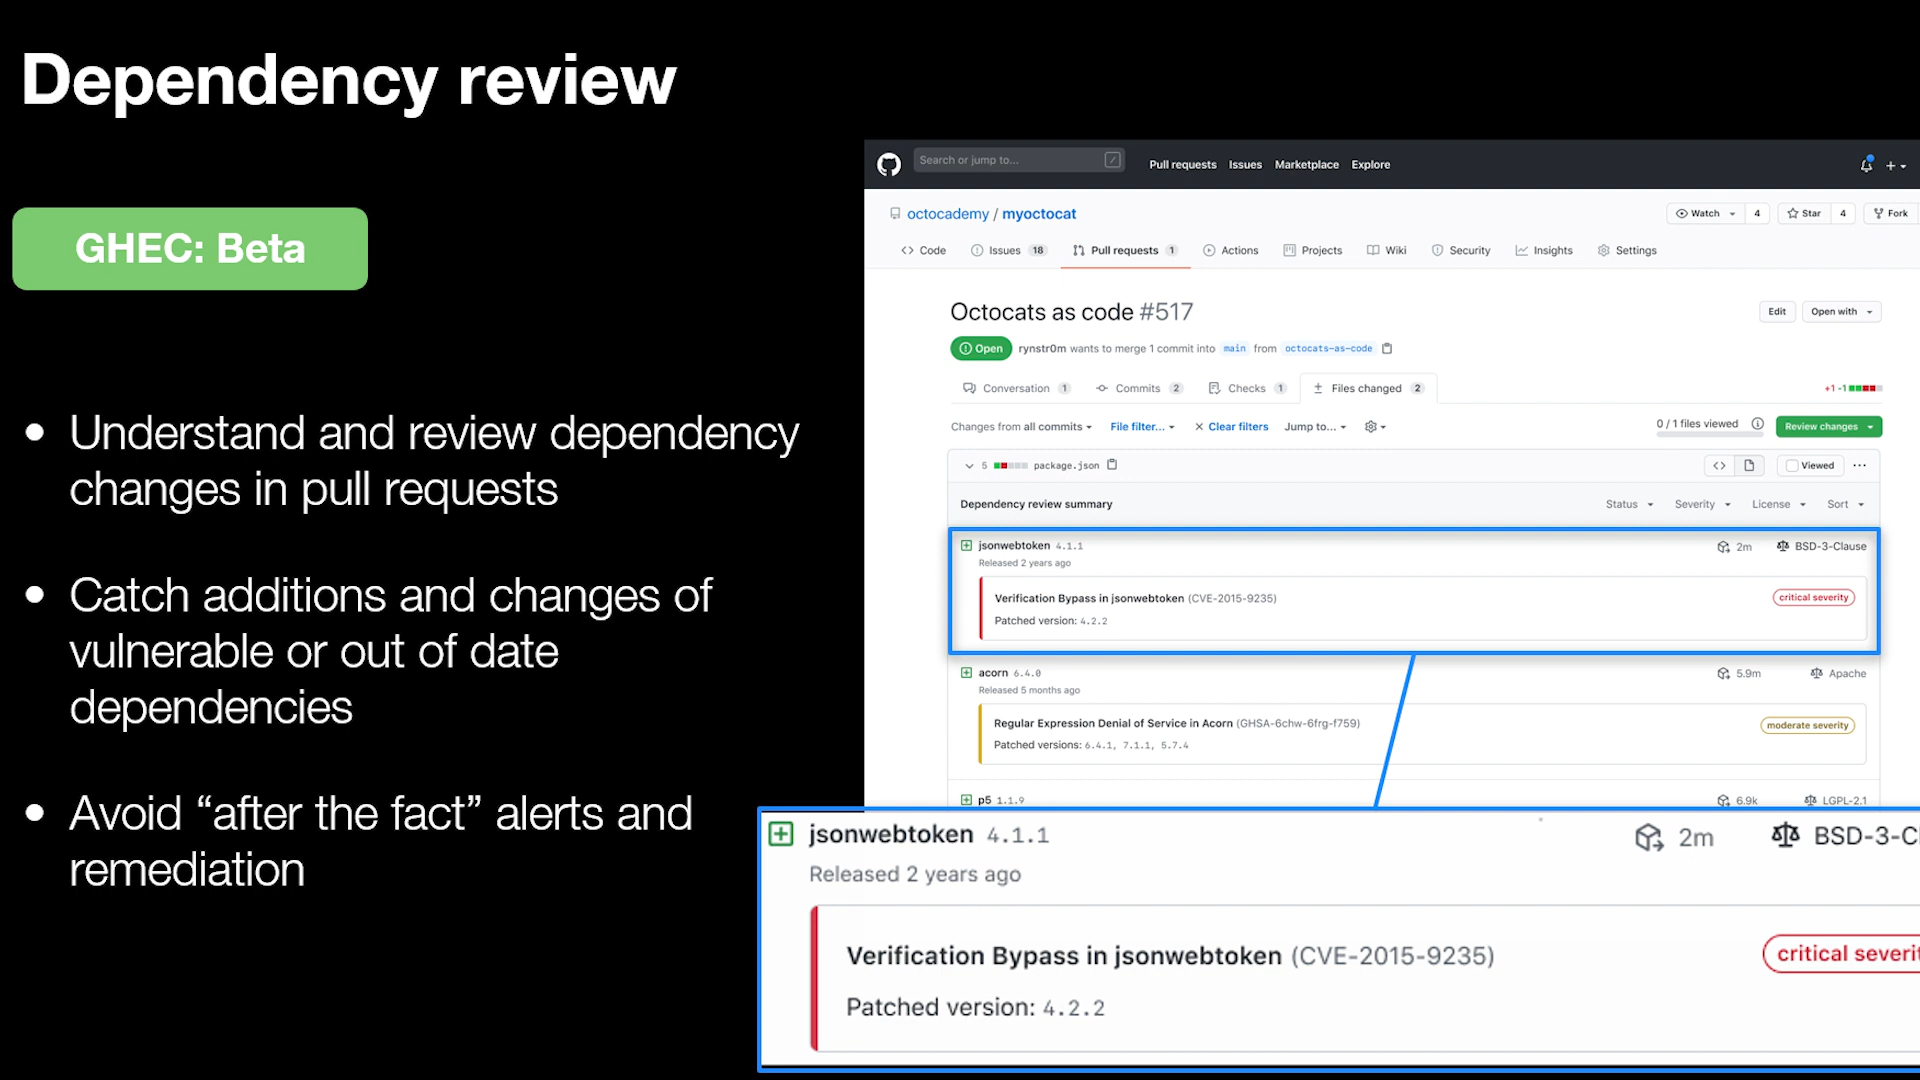 Dependency review
GHEC: Beta
• Understand and review dependency
changes in pull requests
• Catch additions and changes of
vulnerable or out of date
dependencies
• Avoid “after the fact” alerts and
remediation
Search or jump to... /
Pull requests Issues Marketplace Explore
octocademy / myoctocat
Watch 4 Star 4 Fork
Code Issues 18 Pull requests 1 Actions Projects Wiki Security Insights Settings
Octocats as code #517
Edit Open with
Open rynstr0m wants to merge 1 commit into main from octocats-as-code
Conversation 1 Commits 2 Checks 1 Files changed 2
+1 -1
Changes from all commits File filter... Clear filters Jump to...
0 / 1 files viewed Review changes
5 package.json
Viewed
Dependency review summary
Status Severity License Sort
jsonwebtoken 4.1.1
2m BSD-3-Clause
Released 2 years ago
Verification Bypass in jsonwebtoken (CVE-2015-9235)
critical severity
Patched version: 4.2.2
acorn 6.4.0
5.9m Apache
Released 5 months ago
Regular Expression Denial of Service in Acorn (GHSA-6chw-6frg-f759)
moderate severity
Patched versions: 6.4.1, 7.1.1, 5.7.4
p5 1.1.9
6.9k LGPL-2.1
jsonwebtoken 4.1.1
2m BSD-3-Cl
Released 2 years ago
Verification Bypass in jsonwebtoken (CVE-2015-9235)
critical severit
Patched version: 4.2.2